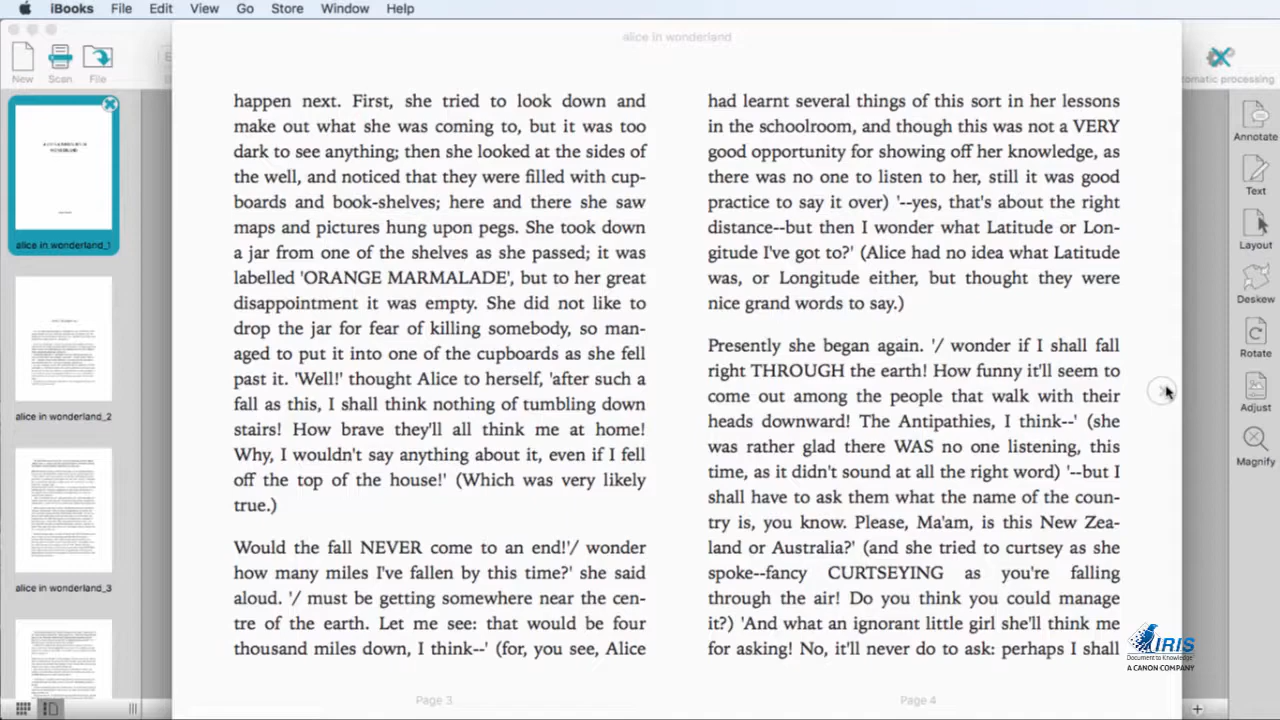 iBooks File Edit View Go Store Window Help
alice in wonderland
New Scan File
tomatic processing
alice in wonderland_1
alice in wonderland_2
alice in wonderland_3
happen next. First, she tried to look down and
make out what she was coming to, but it was too
dark to see anything; then she looked at the sides of
the well, and noticed that they were filled with cup-
boards and book-shelves; here and there she saw
maps and pictures hung upon pegs. She took down
a jar from one of the shelves as she passed; it was
labelled 'ORANGE MARMALADE', but to her great
disappointment it was empty. She did not like to
drop the jar for fear of killing somebody, so man-
aged to put it into one of the cupboards as she fell
past it. 'Well!' thought Alice to herself, 'after such a
fall as this, I shall think nothing of tumbling down
stairs! How brave they'll all think me at home!
Why, I wouldn't say anything about it, even if I fell
off the top of the house!' (Which was very likely
true.)
Would the fall NEVER come to an end!'/ wonder
how many miles I've fallen by this time?' she said
aloud. '/ must be getting somewhere near the cen-
tre of the earth. Let me see: that would be four
thousand miles down, I think--' (for, you see, Alice
Page 3
had learnt several things of this sort in her lessons
in the schoolroom, and though this was not a VERY
good opportunity for showing off her knowledge, as
there was no one to listen to her, still it was good
practice to say it over) '--yes, that's about the right
distance--but then I wonder what Latitude or Lon-
gitude I've got to?' (Alice had no idea what Latitude
was, or Longitude either, but thought they were
nice grand words to say.)
Presently she began again. '/ wonder if I shall fall
right THROUGH the earth! How funny it'll seem to
come out among the people that walk with their
heads downward! The Antipathies, I think--' (she
was rather glad there WAS no one listening, this
time, as it didn't sound at all the right word) '--but I
shall have to ask them what the name of the coun-
try is, you know. Please, Ma'am, is this New Zea-
land or Australia?' (and she tried to curtsey as she
spoke--fancy CURTSEYING as you're falling
through the air! Do you think you could manage
it?) 'And what an ignorant little girl she'll think me
for asking! No, it'll never do to ask: perhaps I shall
Page 4
Annotate
Text
Layout
Deskew
Rotate
Adjust
Magnify
IRIS
Document to Knowledge
A CANON COMPANY